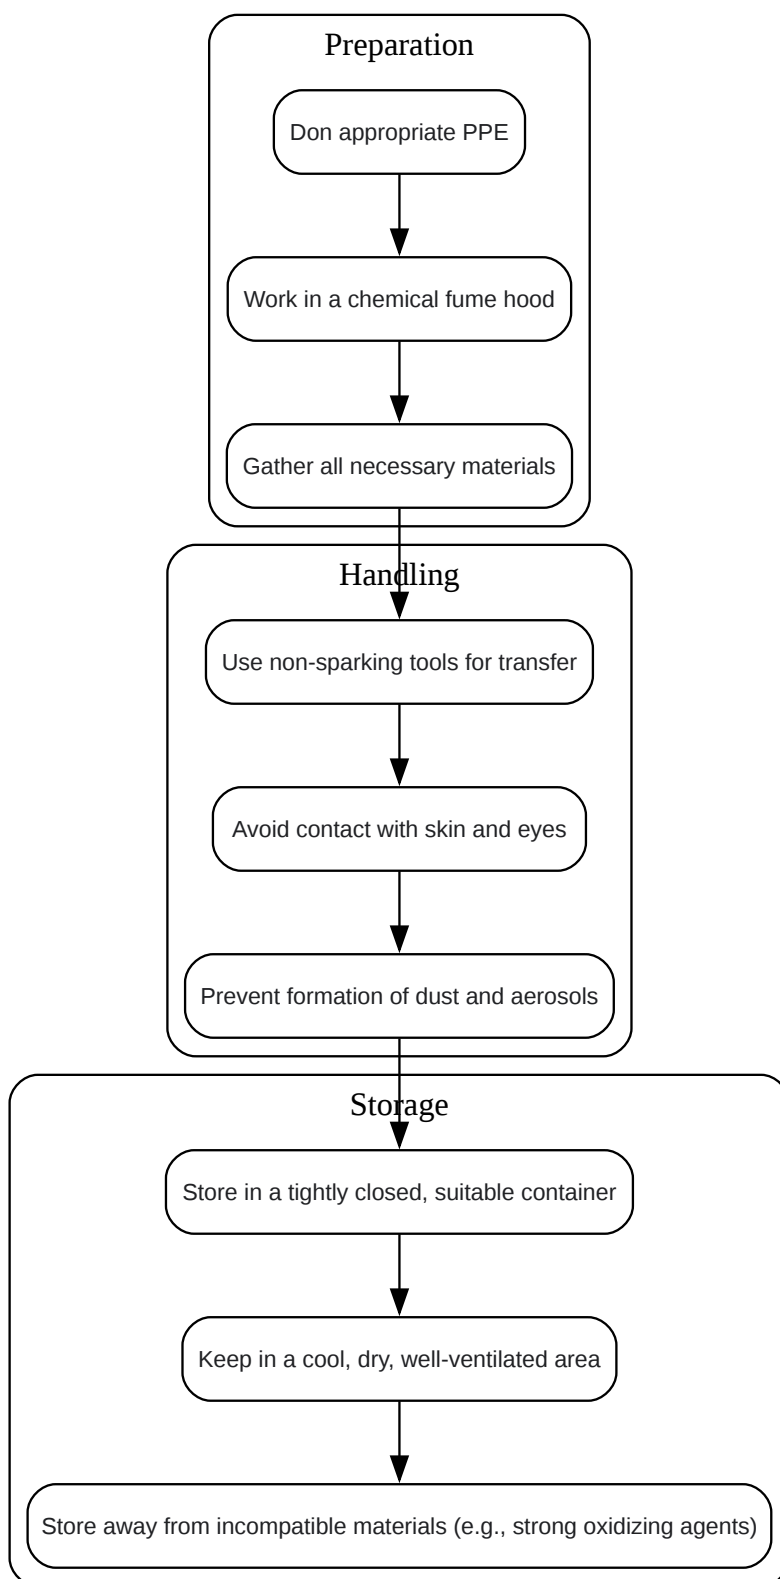 Preparation
Don appropriate PPE
Work in a chemical fume hood
Gather all necessary materials
Handling
Use non-sparking tools for transfer
Avoid contact with skin and eyes
Prevent formation of dust and aerosols
Storage
Store in a tightly closed, suitable container
Keep in a cool, dry, well-ventilated area
Store away from incompatible materials (e.g., strong oxidizing agents)